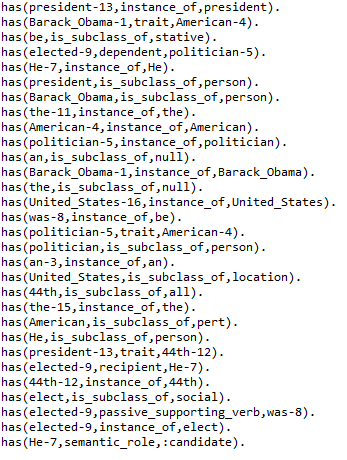 has(president-13,instance_of,president).
has(Barack_Obama-1,trait,American-4).
has(be,is_subclass_of,stative).
has(elected-9,dependent,politician-5).
has(He-7,instance_of,He).
has(president,is_subclass_of,person).
has(Barack_Obama,is_subclass_of,person).
has(the-11,instance_of,the).
has(American-4,instance_of,American).
has(politician-5,instance_of,politician).
has(an,is_subclass_of,null).
has(Barack_Obama-1,instance_of,Barack_Obama).
has(the,is_subclass_of,null).
has(United_States-16,instance_of,United_States).
has(was-8,instance_of,be).
has(politician-5,trait,American-4).
has(politician,is_subclass_of,person).
has(an-3,instance_of,an).
has(United_States,is_subclass_of,location).
has(44th,is_subclass_of,all).
has(the-15,instance_of,the).
has(American,is_subclass_of,pert).
has(He,is_subclass_of,person).
has(president-13,trait,44th-12).
has(elected-9,recipient,He-7).
has(44th-12,instance_of,44th).
has(elect,is_subclass_of,social).
has(elected-9,passive_supporting_verb,was-8).
has(elected-9,instance_of,elect).
has(He-7,semantic_role,:candidate).